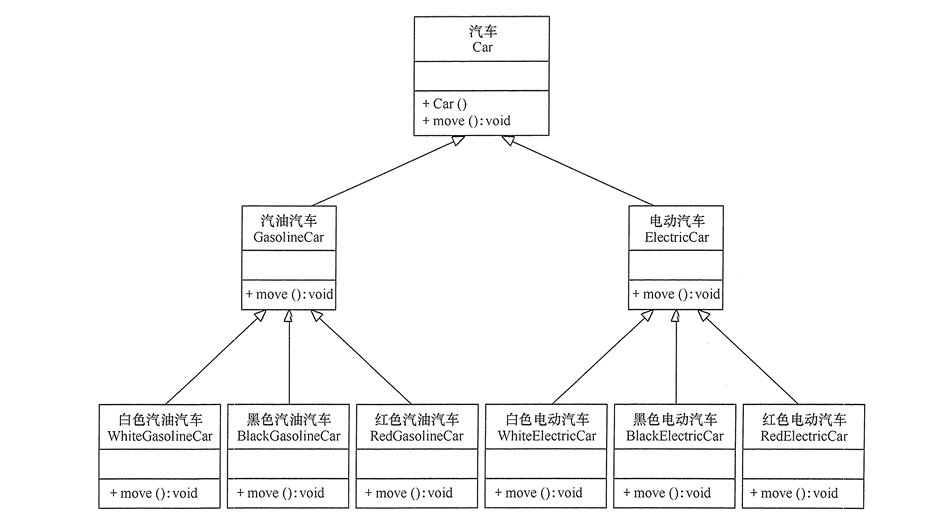 汽车
Car
+ Car ()
+ move ():void
汽油汽车
GasolineCar
+ move ():void
电动汽车
ElectricCar
+ move ():void
白色汽油汽车
WhiteGasolineCar
+ move ():void
黑色汽油汽车
BlackGasolineCar
+ move ():void
红色汽油汽车
RedGasolineCar
+ move ():void
白色电动汽车
WhiteElectricCar
+ move ():void
黑色电动汽车
BlackElectricCar
+ move ():void
红色电动汽车
RedElectricCar
+ move ():void